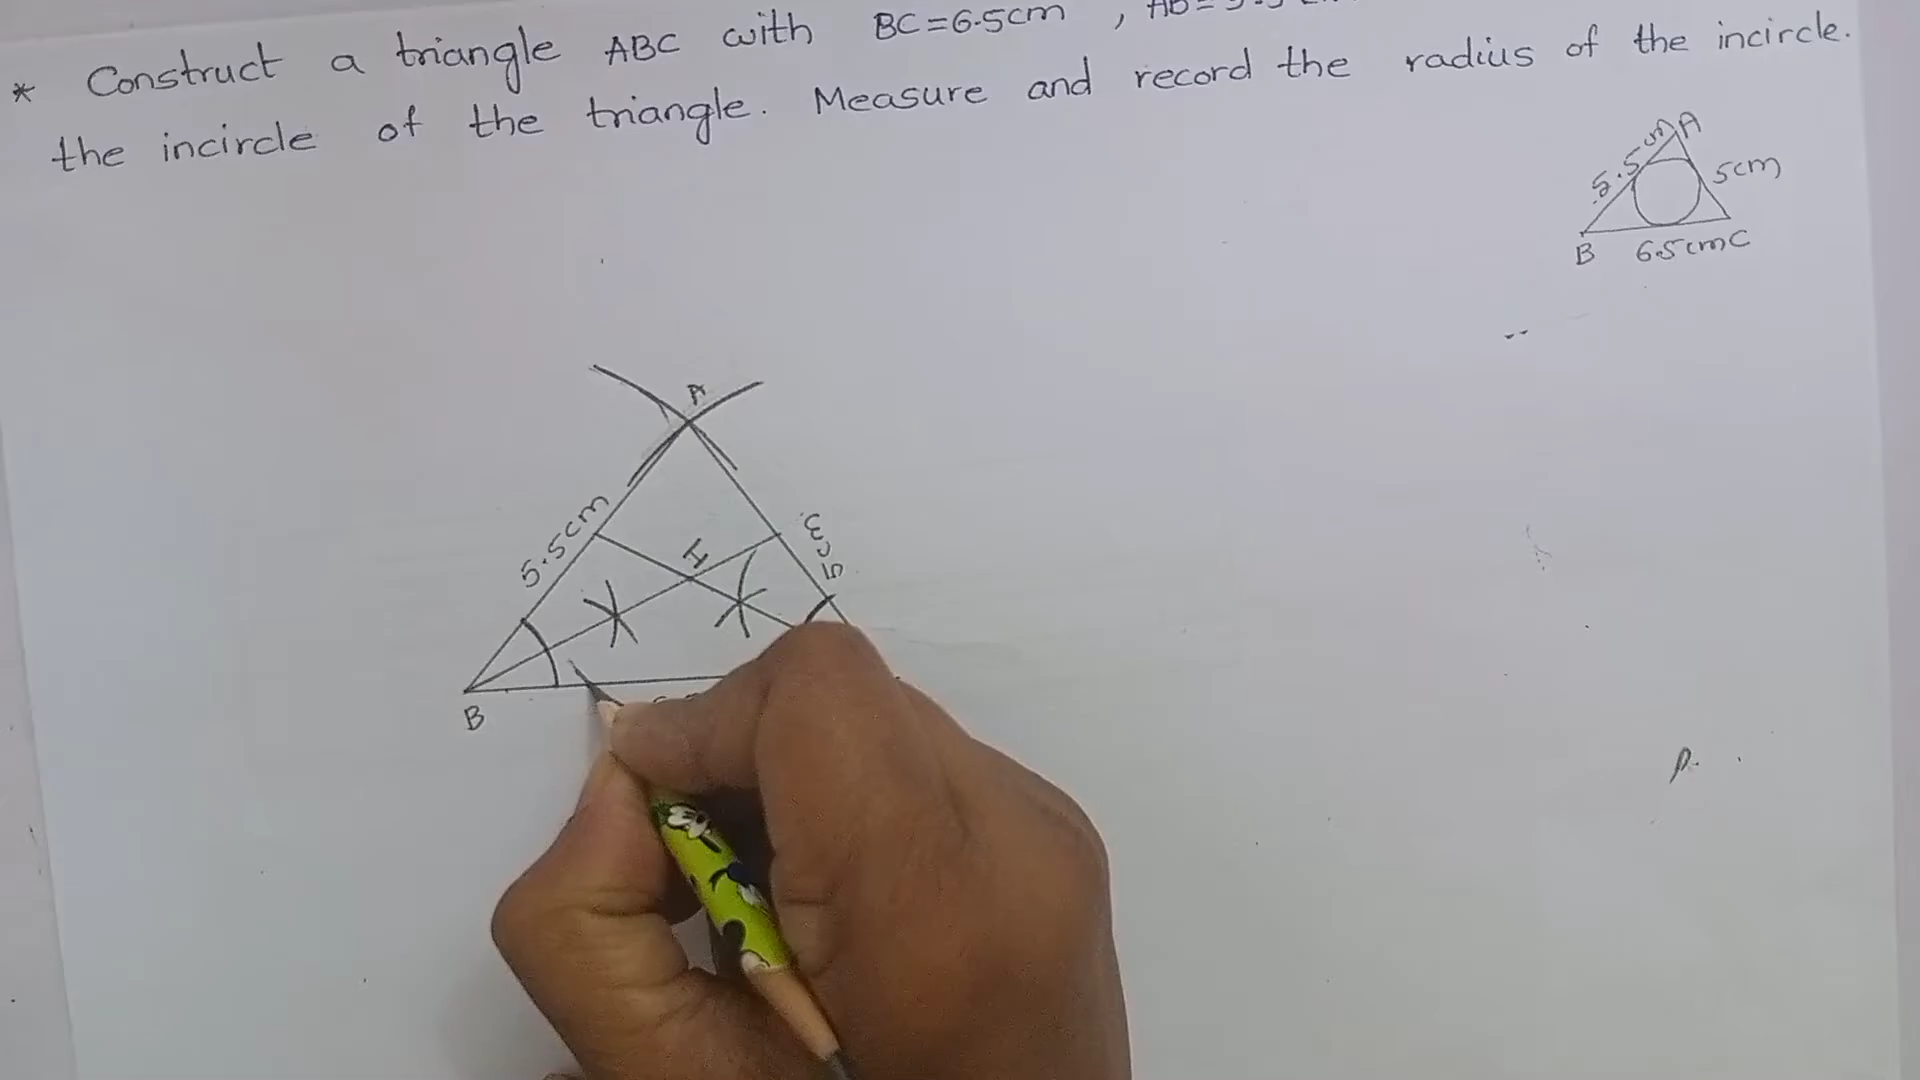 * Construct a triangle ABC with BC=6.5cm , AB=
the incircle of the triangle. Measure and record the radius of the incircle.
A
5.5cm
5cm
B 6.5cm C
A
5.5cm
5cm
I
B